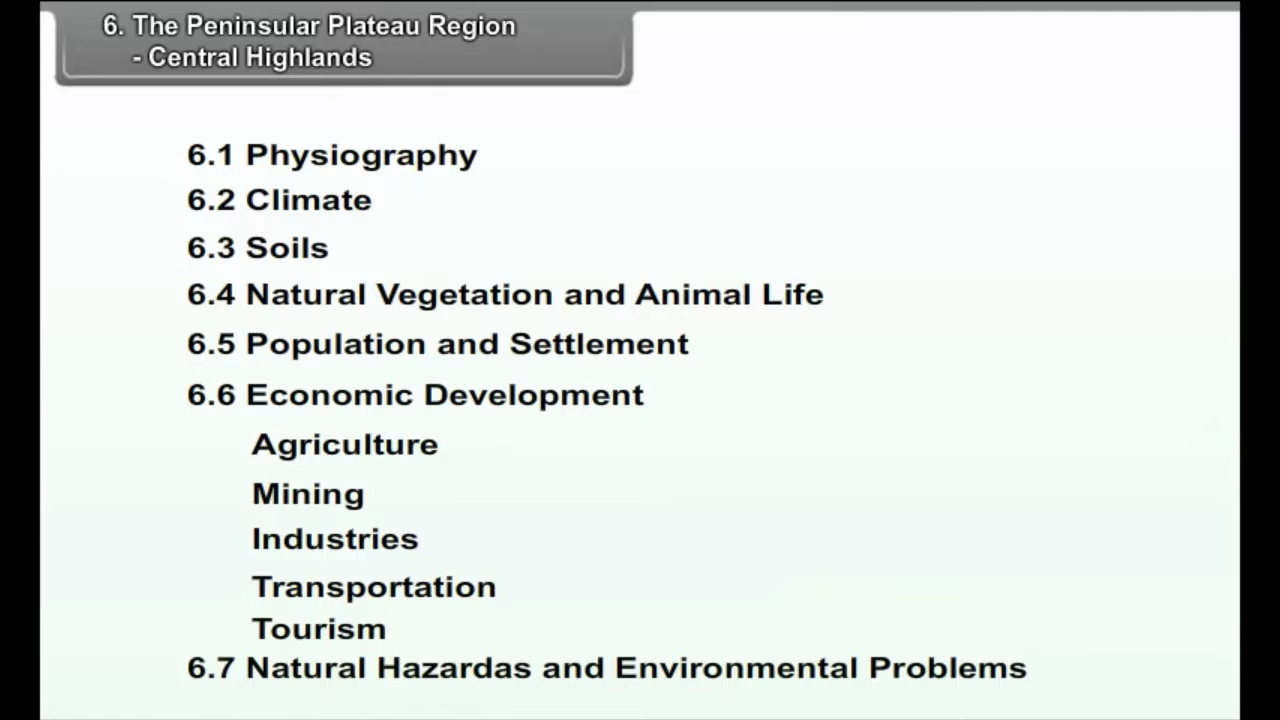 6. The Peninsular Plateau Region
- Central Highlands
6.1 Physiography
6.2 Climate
6.3 Soils
6.4 Natural Vegetation and Animal Life
6.5 Population and Settlement
6.6 Economic Development
Agriculture
Mining
Industries
Transportation
Tourism
6.7 Natural Hazardas and Environmental Problems